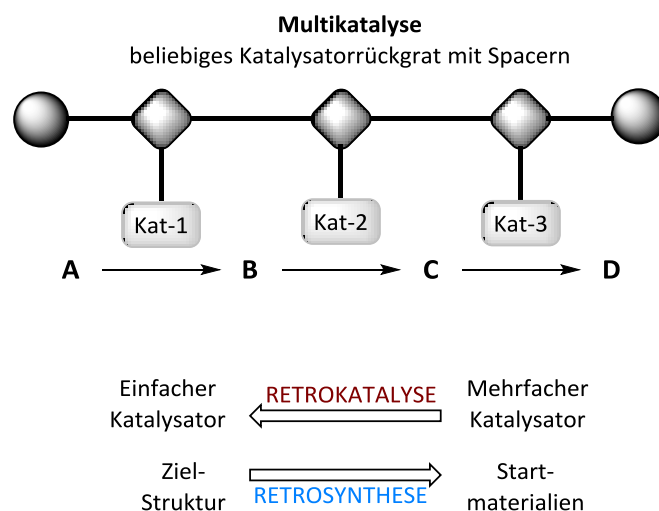 Multikatalyse
beliebiges Katalysatorrückgrat mit Spacern
Kat-1 Kat-2 Kat-3
A B C D
Einfacher RETROKATALYSE Mehrfacher
Katalysator Katalysator
Ziel- Start-
Struktur RETROSYNTHESE materialien